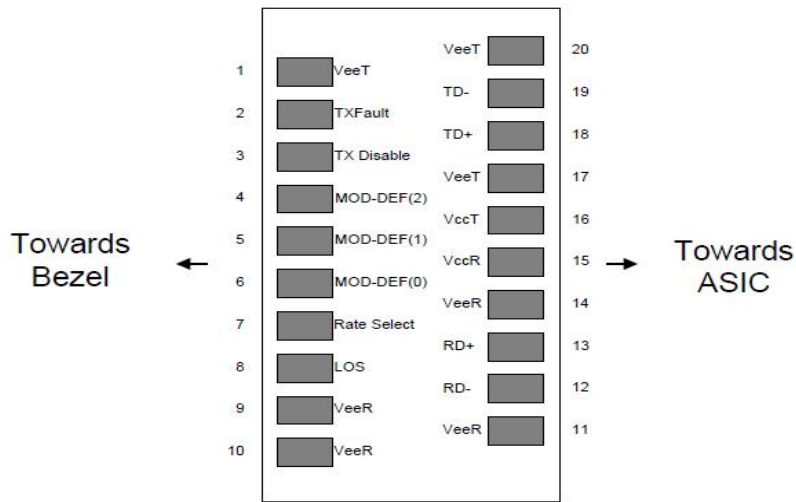 VeeT 20
1 VeeT
TD- 19
2 TXFault
TD+ 18
3 TX Disable
VeeT 17
4 MOD-DEF(2)
VccT 16
5 MOD-DEF(1)
Towards
Bezel
VccR 15
Towards
ASIC
6 MOD-DEF(0)
VeeR 14
7 Rate Select
RD+ 13
8 LOS
RD- 12
9 VeeR
VeeR 11
10 VeeR